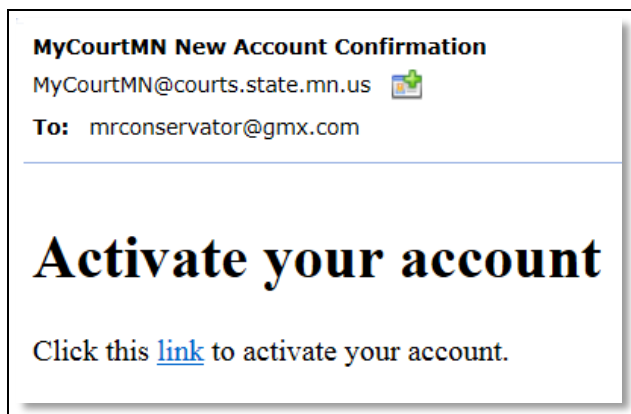 MyCourtMN New Account Confirmation
MyCourtMN@courts.state.mn.us
To: mrconservator@gmx.com
Activate your account
Click this link to activate your account.